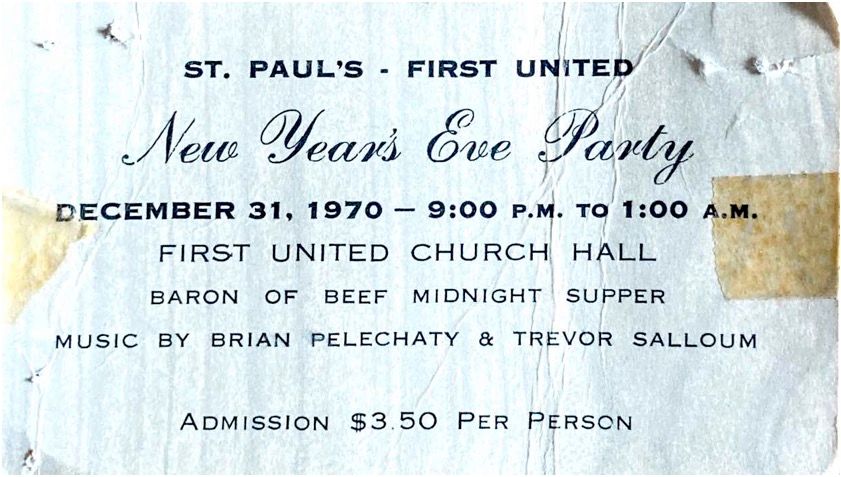 ST. PAUL'S - FIRST UNITED
New Year's Eve Party
DECEMBER 31, 1970 — 9:00 P.M. TO 1:00 A.M.
FIRST UNITED CHURCH HALL
BARON OF BEEF MIDNIGHT SUPPER
MUSIC BY BRIAN PELECHATY & TREVOR SALLOUM
ADMISSION $3.50 PER PERSON